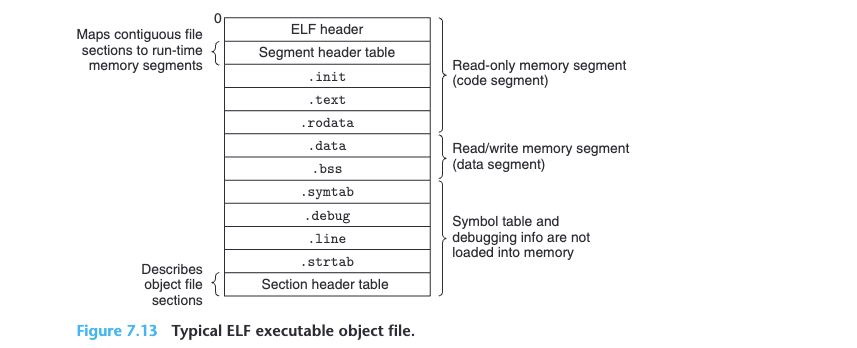 0
Maps contiguous file
sections to run-time
memory segments
ELF header
Segment header table
.init
.text
.rodata
.data
.bss
.symtab
.debug
.line
.strtab
Section header table
Read-only memory segment
(code segment)
Read/write memory segment
(data segment)
Symbol table and
debugging info are not
loaded into memory
Describes
object file
sections
Figure 7.13 Typical ELF executable object file.